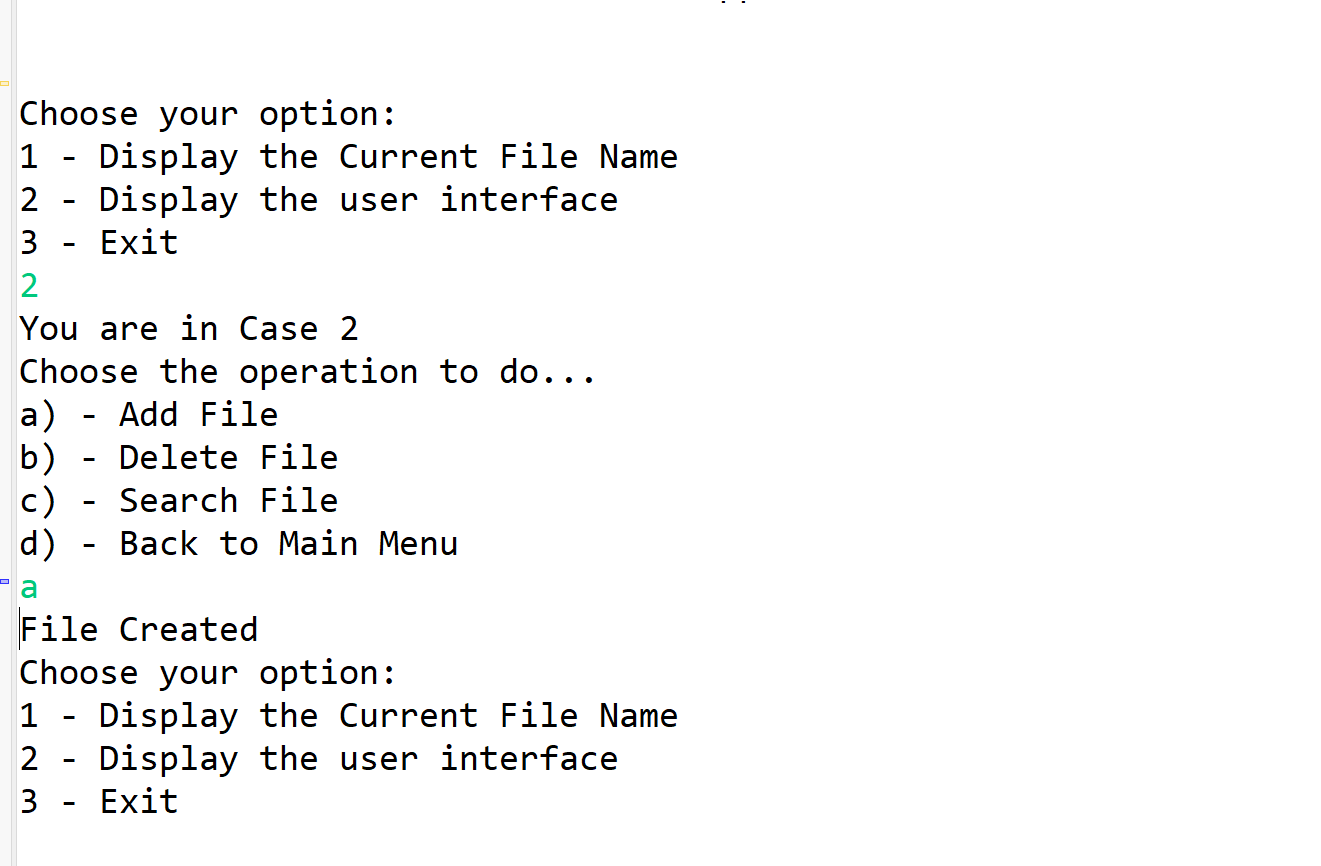 Choose your option:
1 - Display the Current File Name
2 - Display the user interface
3 - Exit
2
You are in Case 2
Choose the operation to do...
a) - Add File
b) - Delete File
c) - Search File
d) - Back to Main Menu
a
File Created
Choose your option:
1 - Display the Current File Name
2 - Display the user interface
3 - Exit